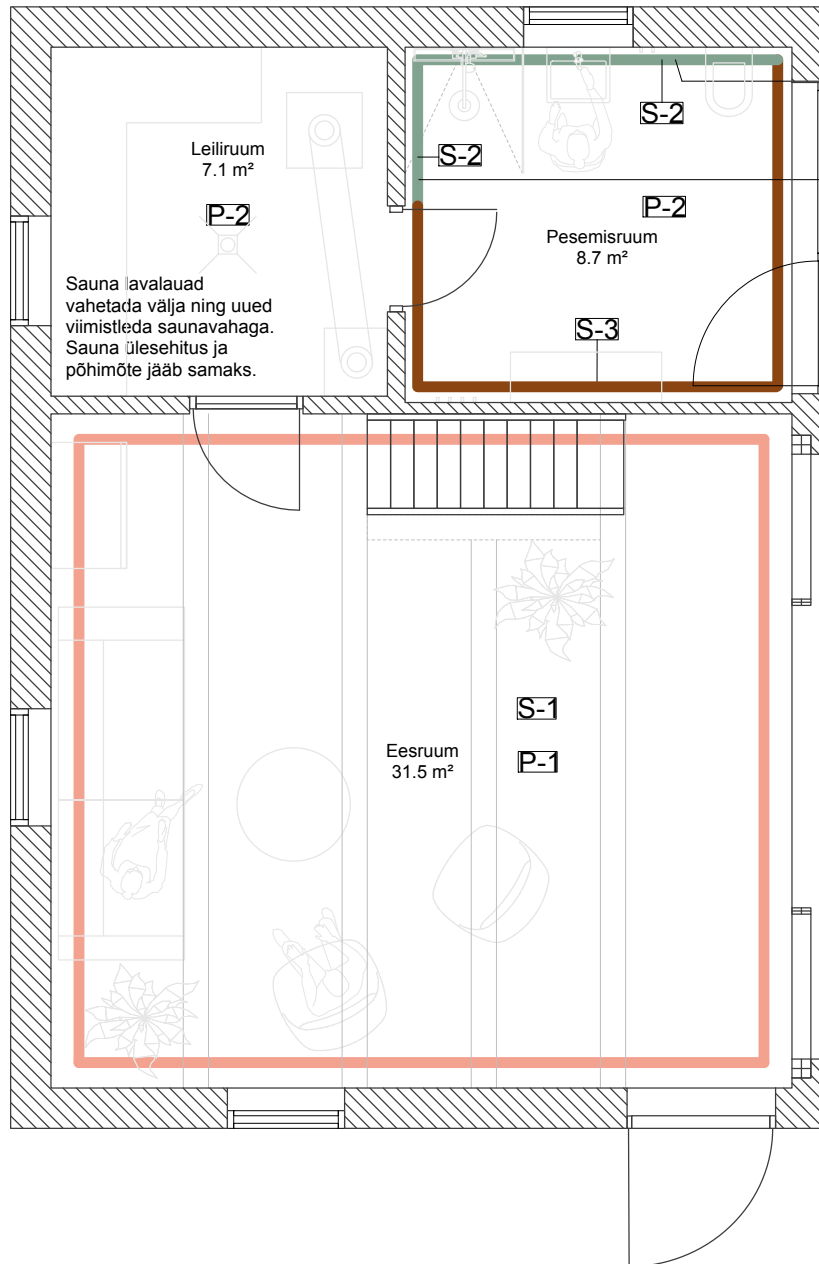 S-2
Leiliruum
7.1 m²
S-2
P-2
P-2
Pesemisruum
8.7 m²
Sauna lavalauad
vahetada välja ning uued
viimistleda saunavahaga.
Sauna ülesehitus ja
põhimõte jääb samaks.
S-3
S-1
Eesruum
31.5 m²
P-1